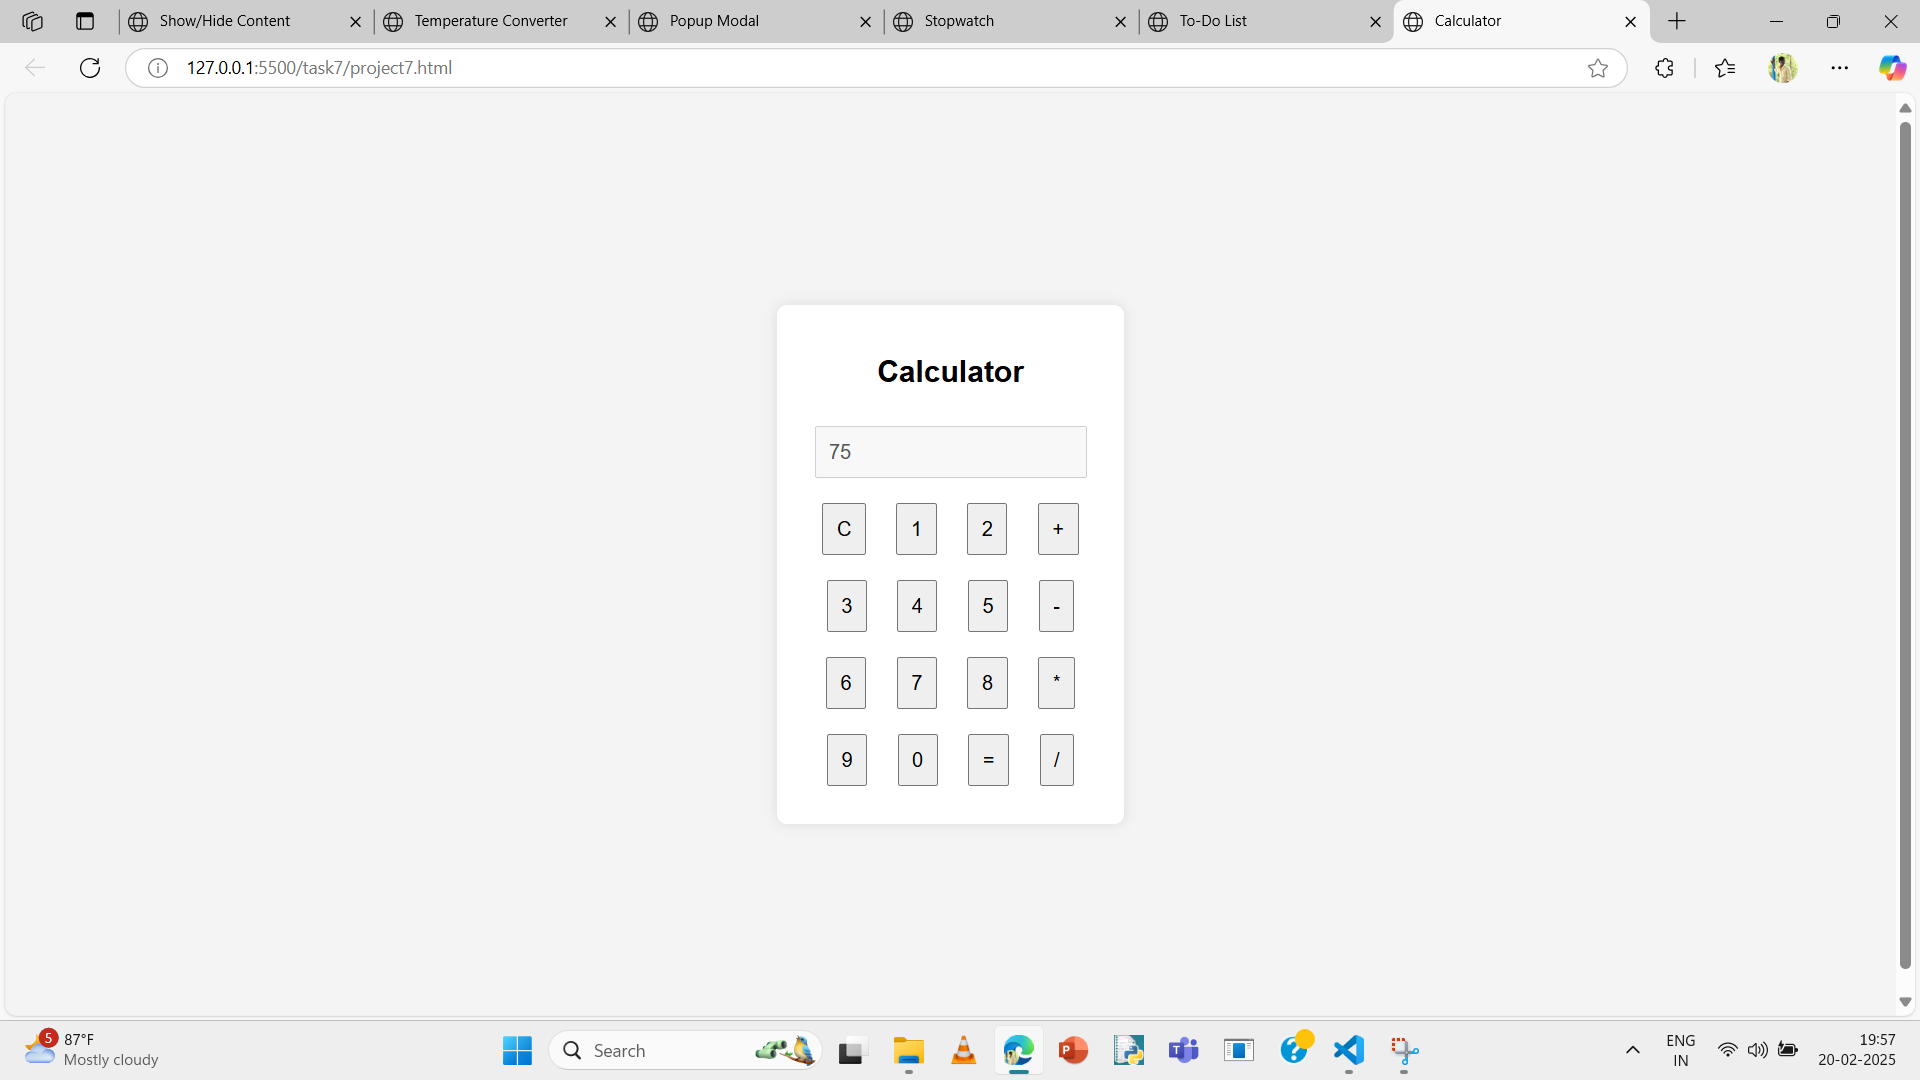 Show/Hide Content
Temperature Converter
Popup Modal
Stopwatch
To-Do List
Calculator
127.0.0.1:5500/task7/project7.html
Calculator
75
C 1 2 +
3 4 5 -
6 7 8 *
9 0 = /
5
87°F
Mostly cloudy
Search
P
T
?
ENG
IN
19:57
20-02-2025